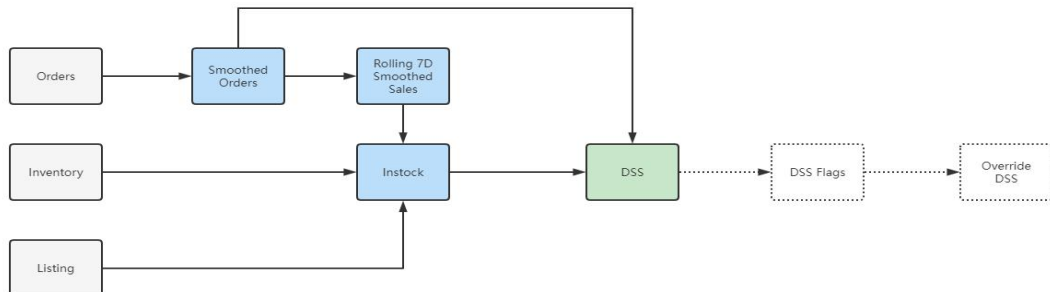 Orders
Smoothed
Orders
Rolling 7D
Smoothed
Sales
Inventory
Instock
DSS
DSS Flags
Override
DSS
Listing